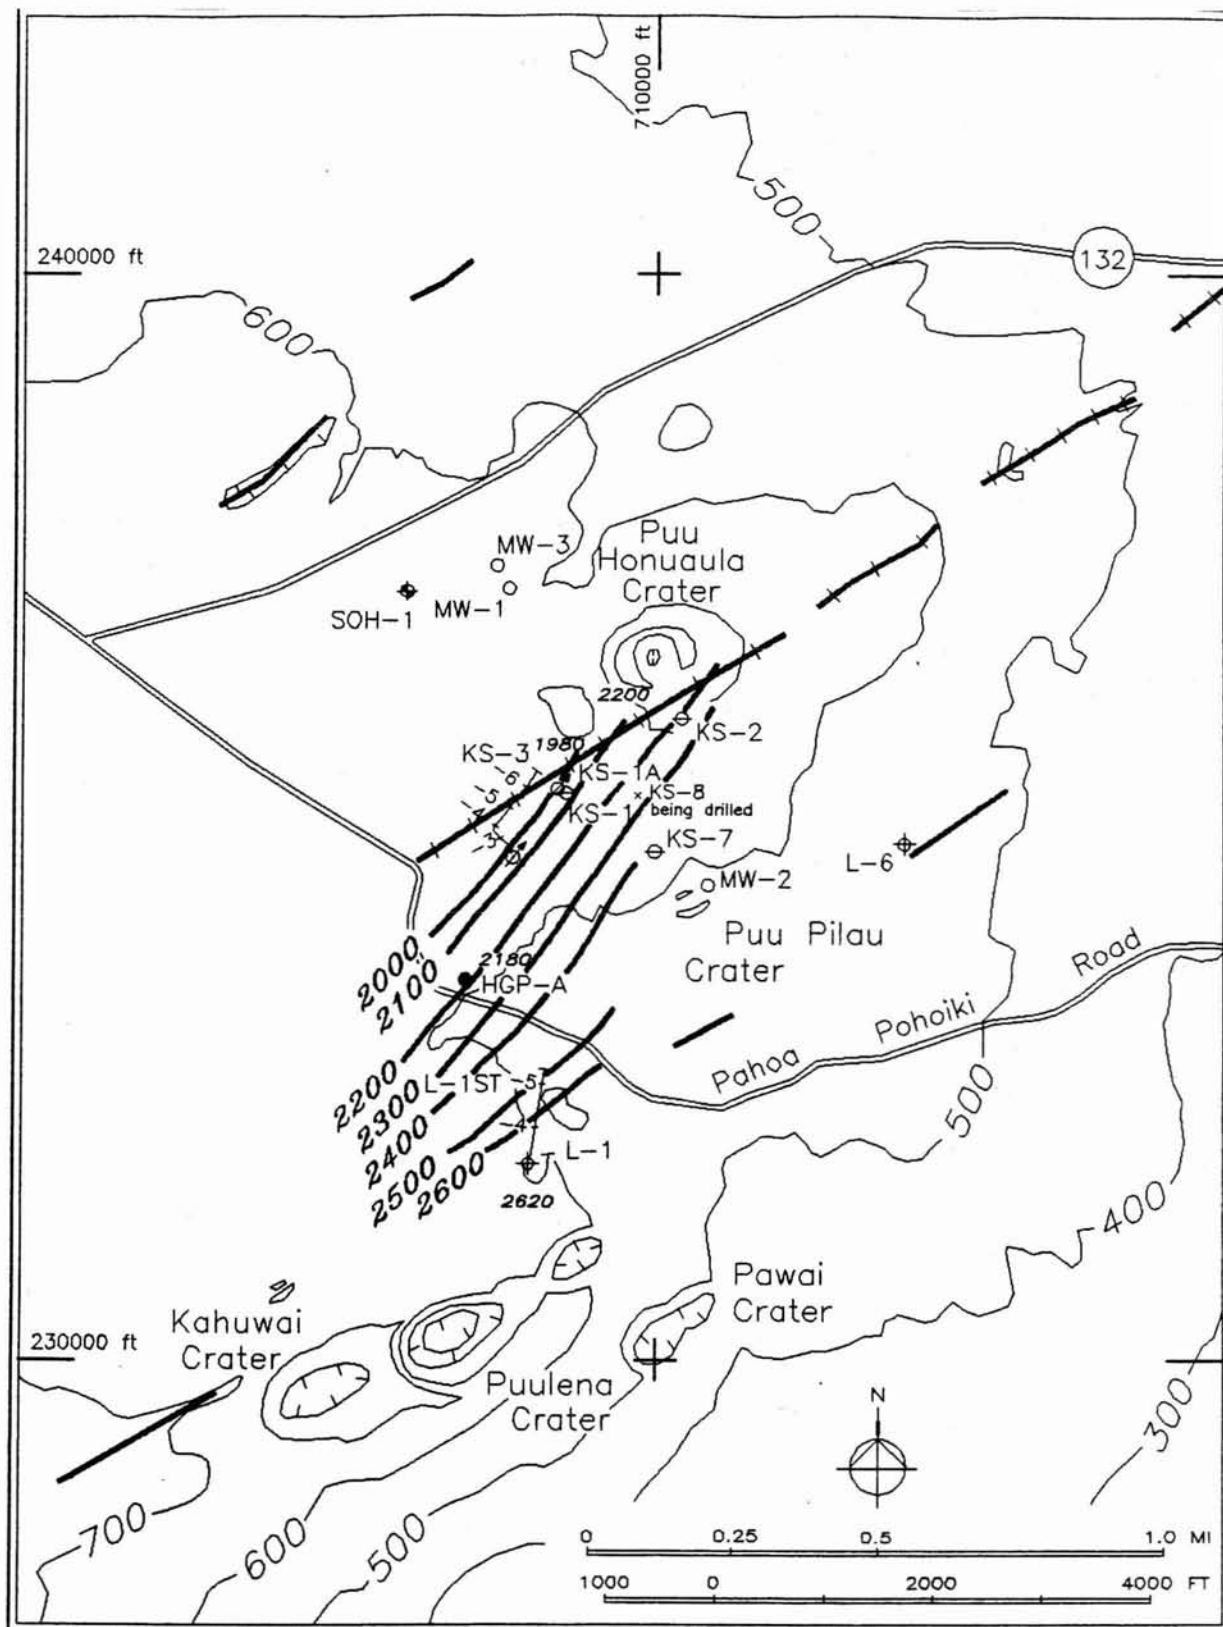 710000 ft
500
240000 ft
132
600
MW-3
Puu
Honuaula
Crater
SOH-1
MW-1
2200
KS-2
KS-3
1980
KS-1A
-6
-5
-4
-3
KS-1
KS-8
being drilled
KS-7
L-6
MW-2
Puu Pilau
Crater
2000
2100
2180
HGP-A
Pahoa Pohoiki Road
2200
2300
L-1ST
-5-
500
2400
-4-
2500
L-1
2600
2620
400
Pawai
Crater
Kahuwai
Crater
230000 ft
Puulena
Crater
N
300
700
600
500
0 0.25 0.5 1.0 MI
1000 0 2000 4000 FT